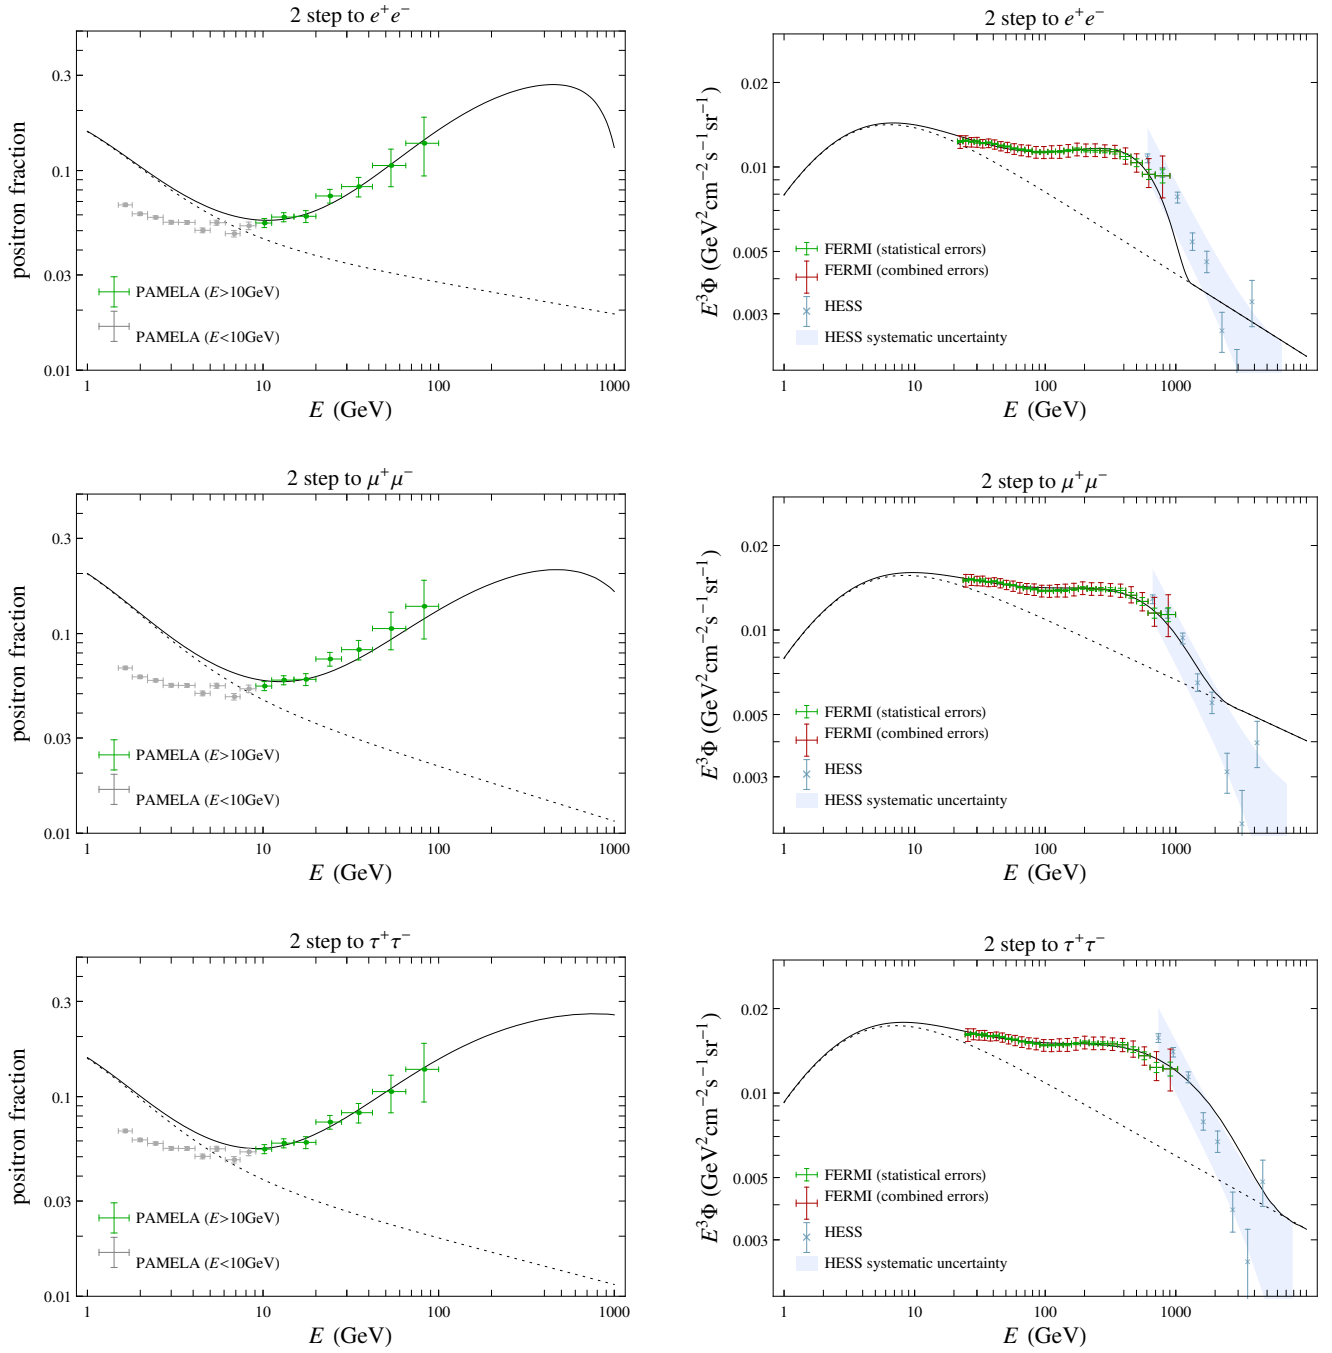 2 step to e⁺e⁻
positron fraction
0.3
0.1
0.03
0.01
PAMELA (E>10GeV)
PAMELA (E<10GeV)
1 10 100 1000
E (GeV)
2 step to e⁺e⁻
E³Φ (GeV²cm⁻²s⁻¹sr⁻¹)
0.02
0.01
0.005
0.003
FERMI (statistical errors)
FERMI (combined errors)
HESS
HESS systematic uncertainty
1 10 100 1000
E (GeV)
2 step to μ⁺μ⁻
positron fraction
0.3
0.1
0.03
0.01
PAMELA (E>10GeV)
PAMELA (E<10GeV)
1 10 100 1000
E (GeV)
2 step to μ⁺μ⁻
E³Φ (GeV²cm⁻²s⁻¹sr⁻¹)
0.02
0.01
0.005
0.003
FERMI (statistical errors)
FERMI (combined errors)
HESS
HESS systematic uncertainty
1 10 100 1000
E (GeV)
2 step to τ⁺τ⁻
positron fraction
0.3
0.1
0.03
0.01
PAMELA (E>10GeV)
PAMELA (E<10GeV)
1 10 100 1000
E (GeV)
2 step to τ⁺τ⁻
E³Φ (GeV²cm⁻²s⁻¹sr⁻¹)
0.02
0.01
0.005
0.003
FERMI (statistical errors)
FERMI (combined errors)
HESS
HESS systematic uncertainty
1 10 100 1000
E (GeV)